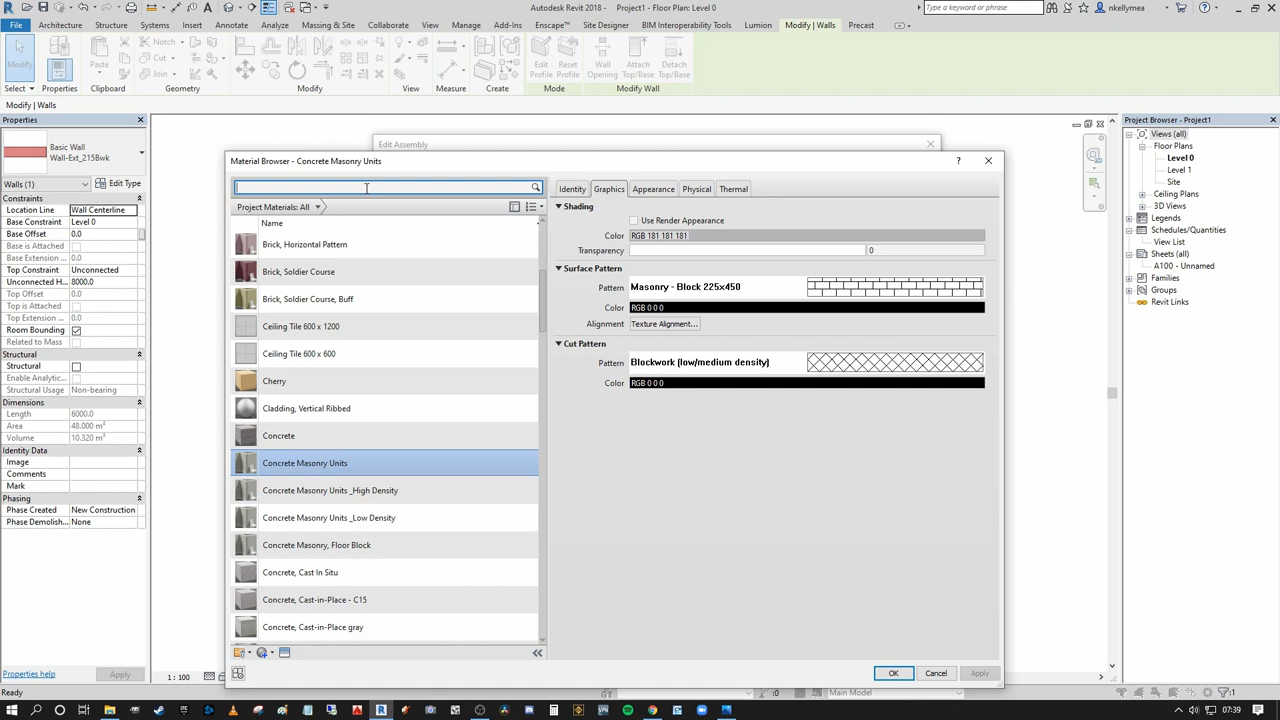 Autodesk Revit 2018 - Project1 - Floor Plan: Level 0
Type a keyword or phrase
nkellymea
File Architecture Structure Systems Insert Annotate Analyze Massing & Site Collaborate View Manage Add-Ins Enscape™ Site Designer BIM Interoperability Tools Lumion Modify | Walls Precast
Modify
Paste
Notch
Cut
Join
Edit Profile
Reset Profile
Wall Opening
Attach Top/Base
Detach Top/Base
Select Properties Clipboard Geometry Modify View Measure Create Mode Modify Wall
Modify | Walls
Properties
Basic Wall
Wall-Ext_215Bwk
Walls (1) Edit Type
Constraints
Location Line Wall Centerline
Base Constraint Level 0
Base Offset 0.0
Base is Attached
Base Extension ...
Top Constraint Unconnected
Unconnected H... 8000.0
Top Offset 0.0
Top is Attached
Top Extension ... 0.0
Room Bounding
Related to Mass
Structural
Structural
Enable Analytic...
Structural Usage Non-bearing
Dimensions
Length 6000.0
Area 48.000 m²
Volume 10.320 m³
Identity Data
Image
Comments
Mark
Phasing
Phase Created New Construction
Phase Demolish... None
Properties help Apply
Edit Assembly
Material Browser - Concrete Masonry Units
Project Materials: All
Name
Brick, Horizontal Pattern
Brick, Soldier Course
Brick, Soldier Course, Buff
Ceiling Tile 600 x 1200
Ceiling Tile 600 x 600
Cherry
Cladding, Vertical Ribbed
Concrete
Concrete Masonry Units
Concrete Masonry Units _High Density
Concrete Masonry Units _Low Density
Concrete Masonry, Floor Block
Concrete, Cast In Situ
Concrete, Cast-in-Place - C15
Concrete, Cast-in-Place gray
Identity Graphics Appearance Physical Thermal
Shading
Use Render Appearance
Color RGB 181 181 181
Transparency 0
Surface Pattern
Pattern Masonry - Block 225x450
Color RGB 0 0 0
Alignment Texture Alignment...
Cut Pattern
Pattern Blockwork (low/medium density)
Color RGB 0 0 0
OK Cancel Apply
Project Browser - Project1
Views (all)
Floor Plans
Level 0
Level 1
Site
Ceiling Plans
3D Views
Legends
Schedules/Quantities
View List
Sheets (all)
A100 - Unnamed
Families
Groups
Revit Links
1 : 100
Ready
:0
Main Model
:1
07:39